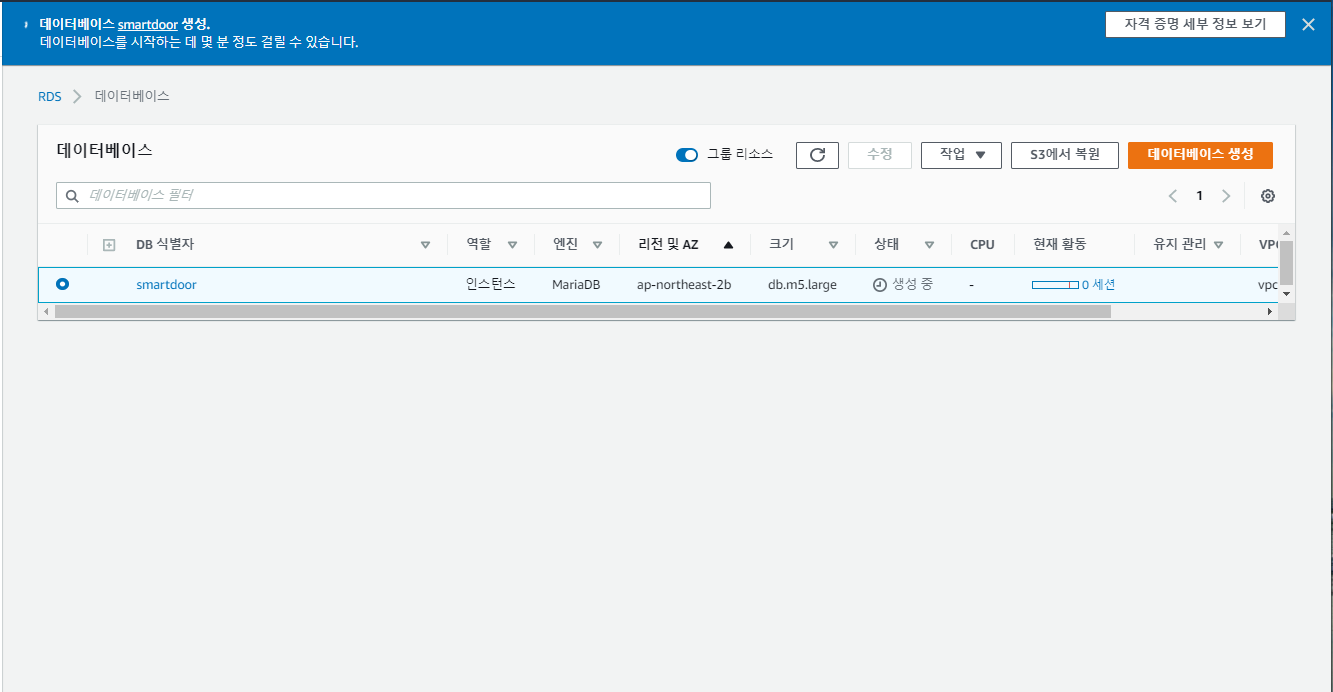 데이터베이스 smartdoor 생성.
데이터베이스를 시작하는 데 몇 분 정도 걸릴 수 있습니다.
자격 증명 세부 정보 보기
RDS
데이터베이스
데이터베이스
그룹 리소스
수정
작업
S3에서 복원
데이터베이스 생성
데이터베이스 필터
1
DB 식별자 역할 엔진 리전 및 AZ 크기 상태 CPU 현재 활동 유지 관리
smartdoor 인스턴스 MariaDB ap-northeast-2b db.m5.large 생성 중 - 0 세션 vpc